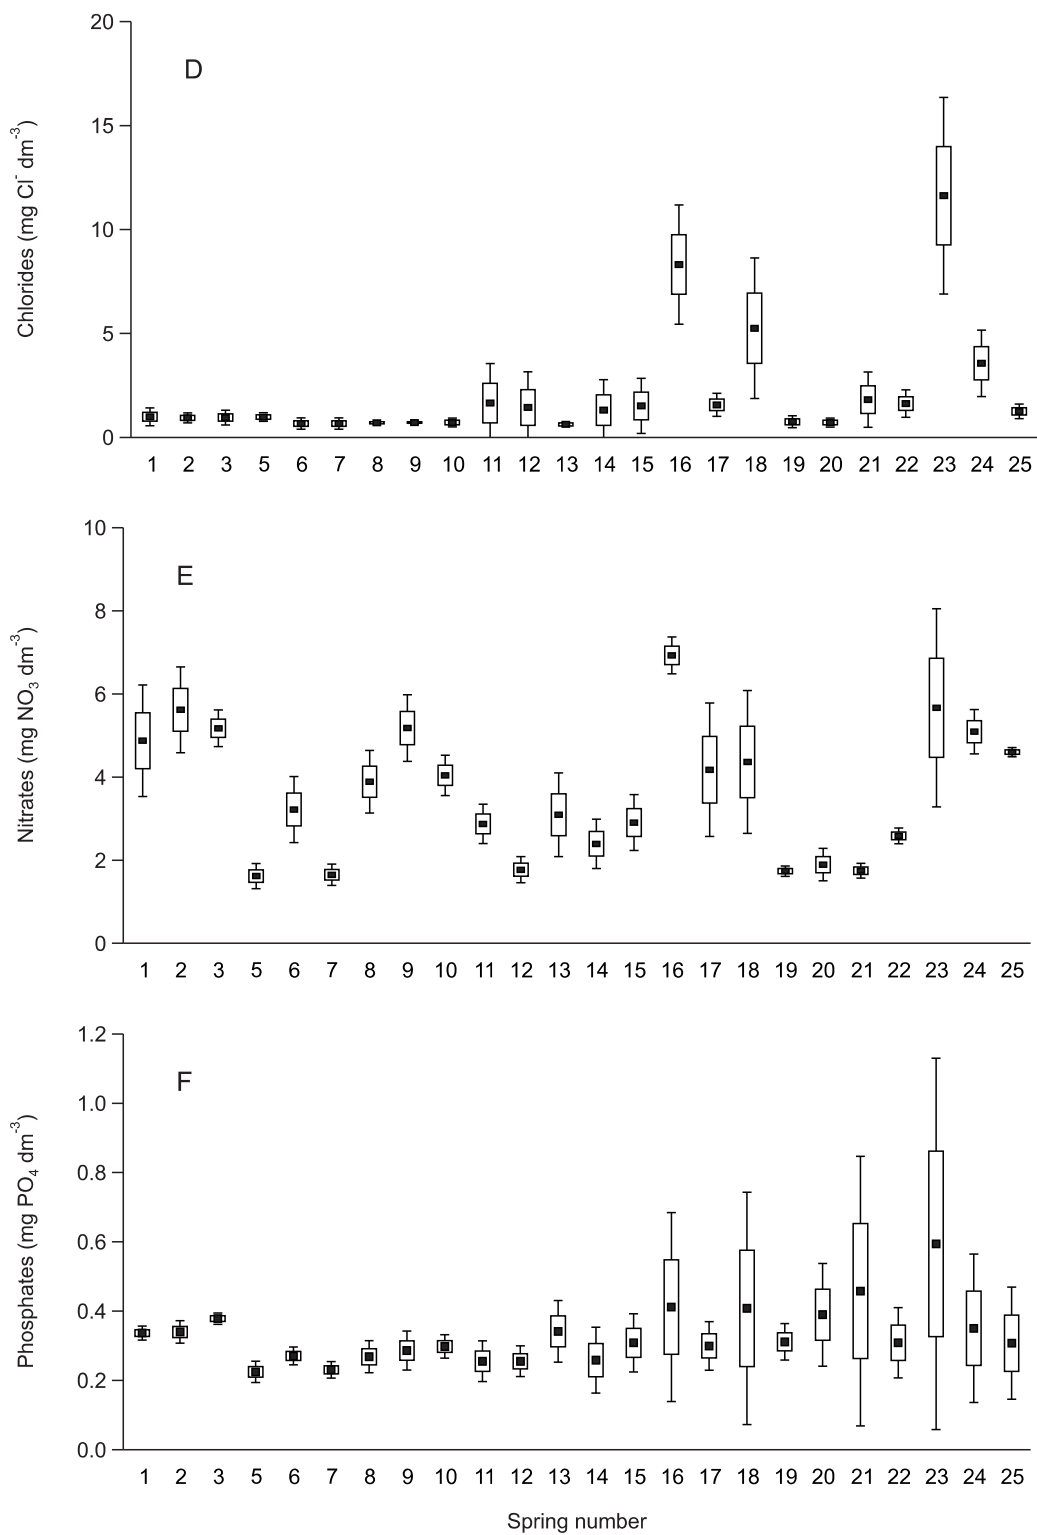 D
Chlorides (mg Cl⁻ dm⁻³)
20
15
10
5
0
1 2 3 5 6 7 8 9 10 11 12 13 14 15 16 17 18 19 20 21 22 23 24 25
E
Nitrates (mg NO₃ dm⁻³)
10
8
6
4
2
0
1 2 3 5 6 7 8 9 10 11 12 13 14 15 16 17 18 19 20 21 22 23 24 25
F
Phosphates (mg PO₄ dm⁻³)
1.2
1.0
0.8
0.6
0.4
0.2
0.0
1 2 3 5 6 7 8 9 10 11 12 13 14 15 16 17 18 19 20 21 22 23 24 25
Spring number